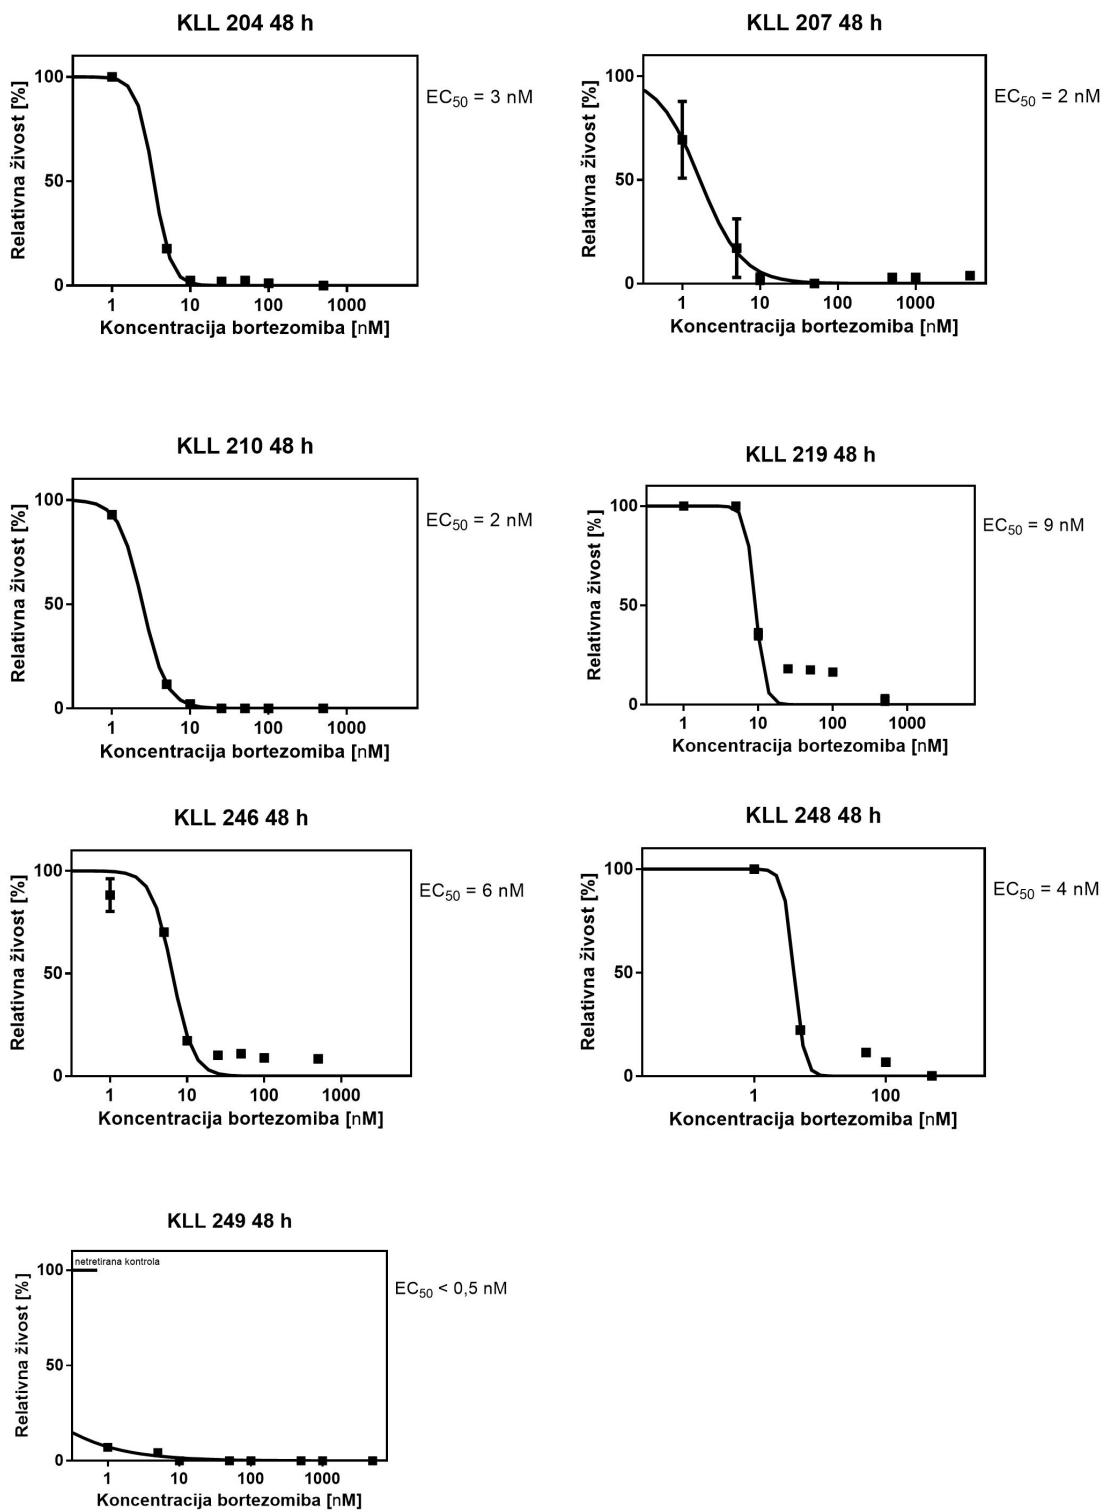 KLL 204 48 h
Relativna živost [%]
100
50
0
1 10 100 1000
Koncentracija bortezomiba [nM]
EC₅₀ = 3 nM
KLL 207 48 h
Relativna živost [%]
100
50
0
1 10 100 1000
Koncentracija bortezomiba [nM]
EC₅₀ = 2 nM
KLL 210 48 h
Relativna živost [%]
100
50
0
1 10 100 1000
Koncentracija bortezomiba [nM]
EC₅₀ = 2 nM
KLL 219 48 h
Relativna živost [%]
100
50
0
1 10 100 1000
Koncentracija bortezomiba [nM]
EC₅₀ = 9 nM
KLL 246 48 h
Relativna živost [%]
100
50
0
1 10 100 1000
Koncentracija bortezomiba [nM]
EC₅₀ = 6 nM
KLL 248 48 h
Relativna živost [%]
100
50
0
1 100
Koncentracija bortezomiba [nM]
EC₅₀ = 4 nM
KLL 249 48 h
Relativna živost [%]
100
50
0
netretirana kontrola
1 10 100 1000
Koncentracija bortezomiba [nM]
EC₅₀ < 0,5 nM